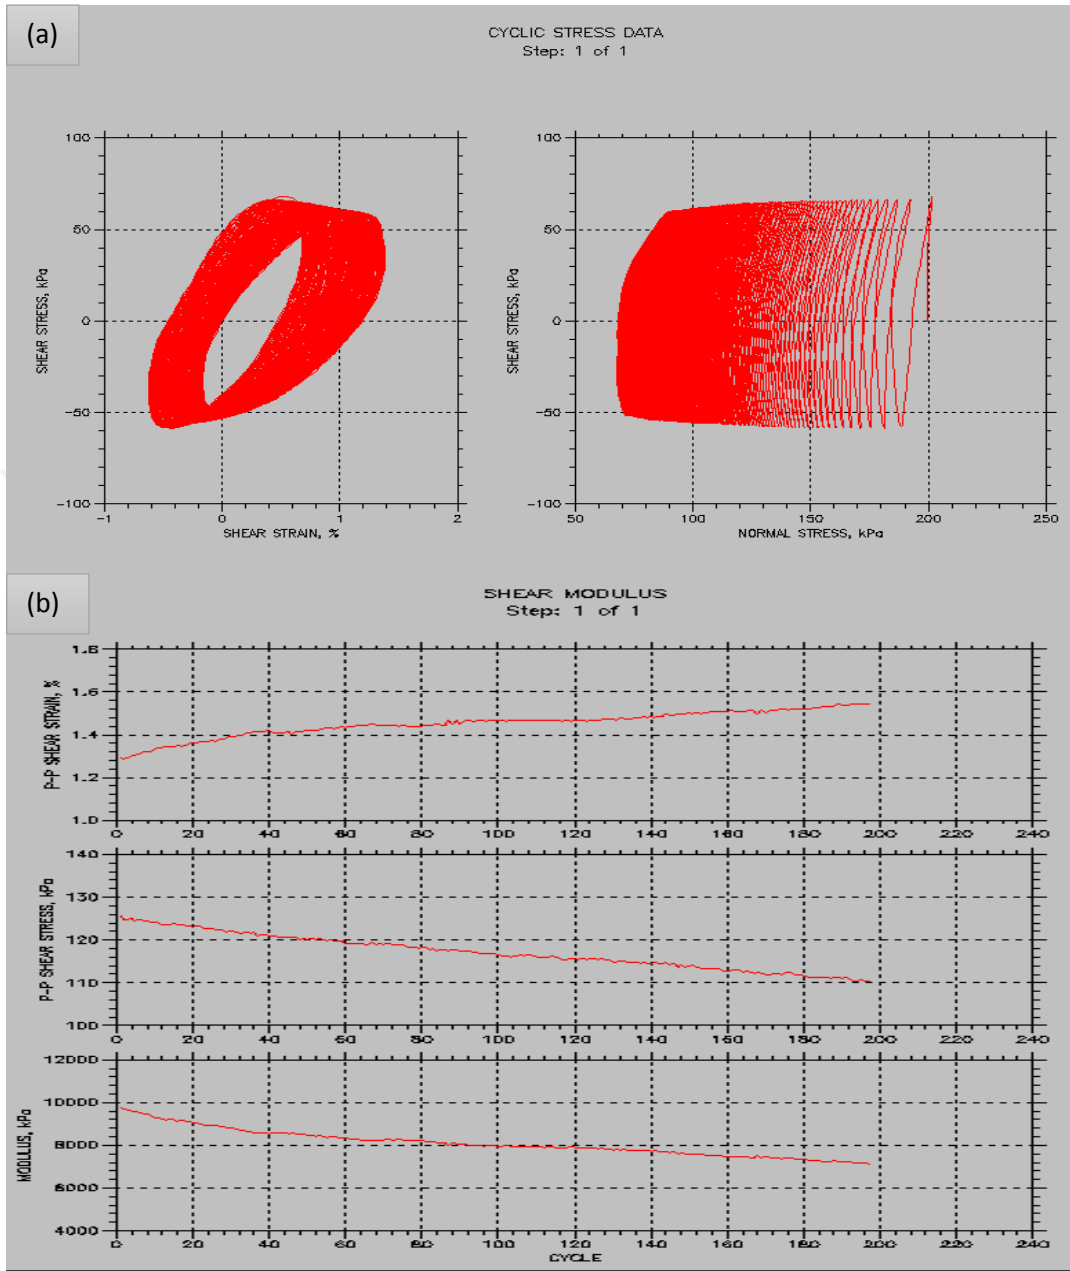 (a)
CYCLIC STRESS DATA
Step: 1 of 1
100
50
0
-50
-100
SHEAR STRESS, kPa
-1 0 1 2
SHEAR STRAIN, %
100
50
0
-50
-100
SHEAR STRESS, kPa
50 100 150 200 250
NORMAL STRESS, kPa
(b)
SHEAR MODULUS
Step: 1 of 1
1.8
1.6
1.4
1.2
1.0
P-P SHEAR STRAIN, %
0 20 40 60 80 100 120 140 160 180 200 220 240
140
130
120
110
100
P-P SHEAR STRESS, kPa
0 20 40 60 80 100 120 140 160 180 200 220 240
12000
10000
8000
6000
4000
MODULUS, kPa
0 20 40 60 80 100 120 140 160 180 200 220 240
CYCLE